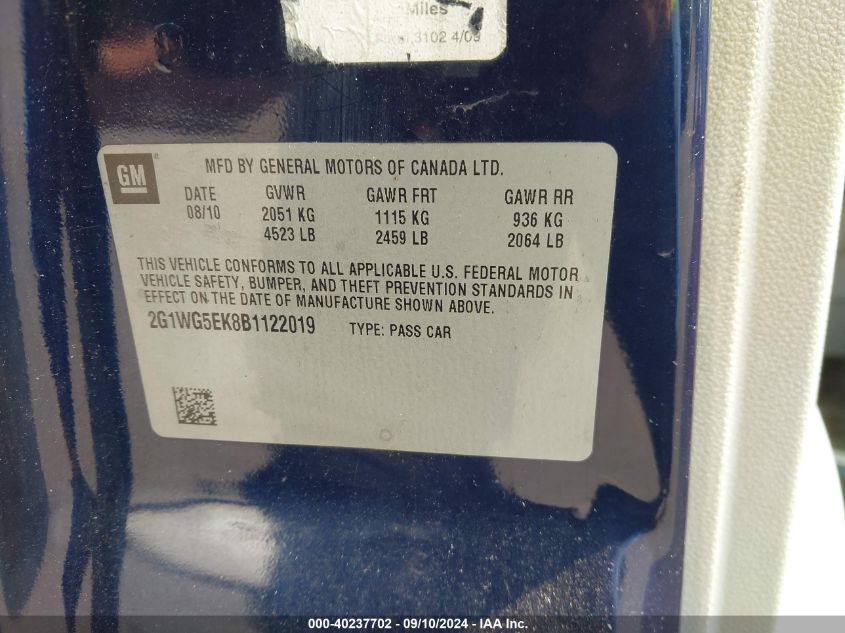 Miles
3102 4/09
GM
MFD BY GENERAL MOTORS OF CANADA LTD.
DATE GVWR GAWR FRT GAWR RR
08/10 2051 KG 1115 KG 936 KG
4523 LB 2459 LB 2064 LB
THIS VEHICLE CONFORMS TO ALL APPLICABLE U.S. FEDERAL MOTOR
VEHICLE SAFETY, BUMPER, AND THEFT PREVENTION STANDARDS IN
EFFECT ON THE DATE OF MANUFACTURE SHOWN ABOVE.
2G1WG5EK8B1122019 TYPE: PASS CAR
000-40237702 - 09/10/2024 - IAA Inc.